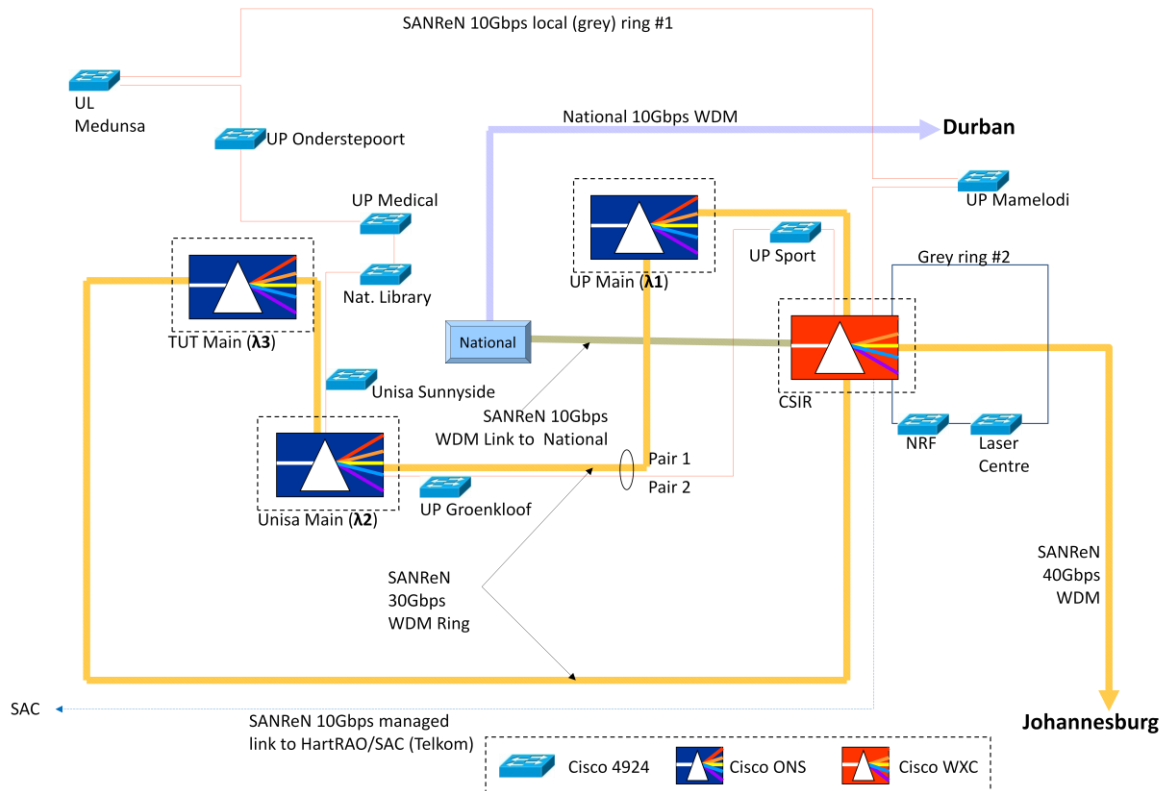 SANReN 10Gbps local (grey) ring #1
UL
Medunsa
National 10Gbps WDM
Durban
UP Onderstepoort
UP Medical
UP Mamelodi
UP Sport
Grey ring #2
Nat. Library
UP Main (λ1)
TUT Main (λ3)
National
Unisa Sunnyside
CSIR
SANReN 10Gbps
WDM Link to National
NRF
Laser
Centre
Pair 1
Pair 2
UP Groenkloof
Unisa Main (λ2)
SANReN
40Gbps
WDM
SANReN
30Gbps
WDM Ring
SAC
SANReN 10Gbps managed
link to HartRAO/SAC (Telkom)
Johannesburg
Cisco 4924
Cisco ONS
Cisco WXC